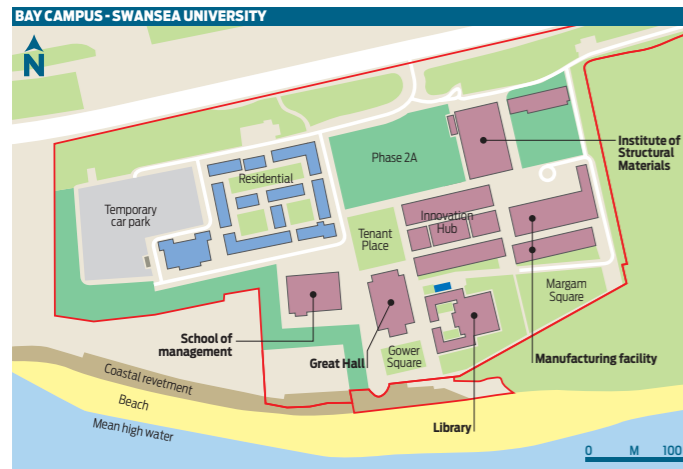 BAY CAMPUS - SWANSEA UNIVERSITY
N
Institute of
Structural
Materials
Phase 2A
Residential
Temporary
car park
Innovation
Hub
Tenant
Place
Margam
Square
School of
management
Great Hall
Gower
Square
Manufacturing facility
Coastal revetment
Beach
Mean high water
Library
0 M 100